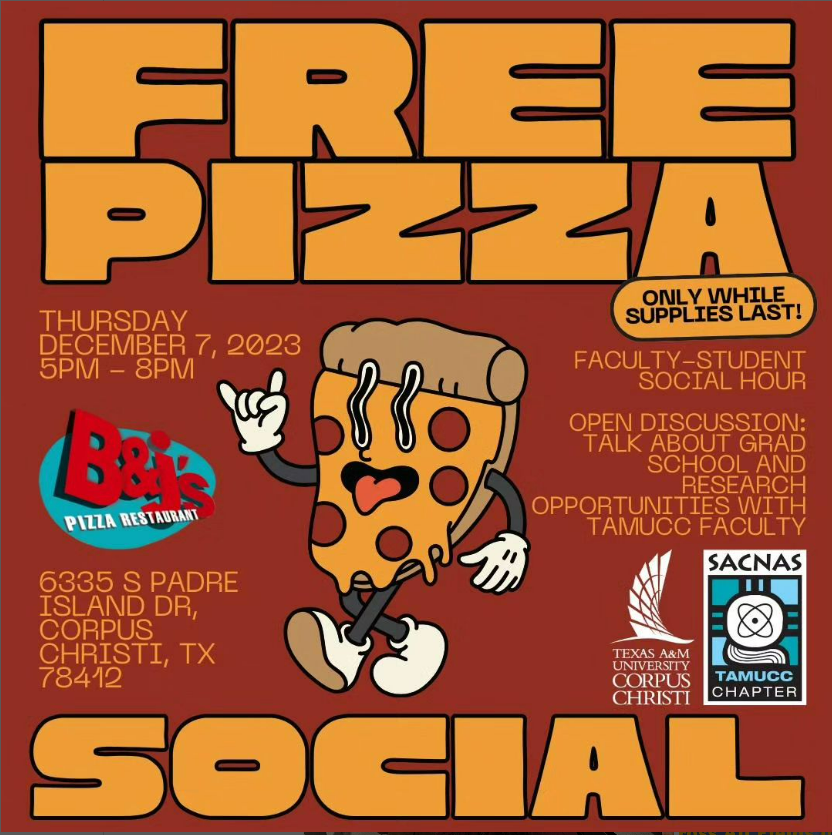 FREE
PIZZA
ONLY WHILE
SUPPLIES LAST!
THURSDAY
DECEMBER 7, 2023
5PM - 8PM
B&J's
PIZZA RESTAURANT
6335 S PADRE
ISLAND DR,
CORPUS
CHRISTI, TX
78412
FACULTY-STUDENT
SOCIAL HOUR
OPEN DISCUSSION:
TALK ABOUT GRAD
SCHOOL AND
RESEARCH
OPPORTUNITIES WITH
TAMUCC FACULTY
TEXAS A&M
UNIVERSITY
CORPUS
CHRISTI
SACNAS
TAMUCC
CHAPTER
SOCIAL